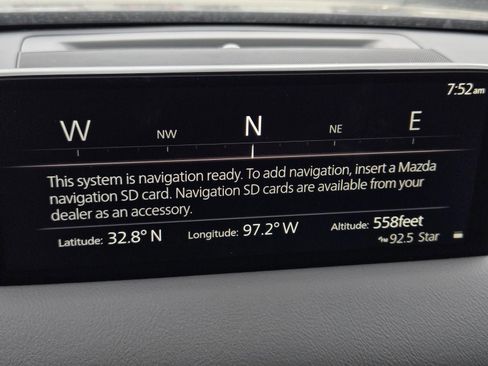 7:52am
W NW N NE E
This system is navigation ready. To add navigation, insert a Mazda
navigation SD card. Navigation SD cards are available from your
dealer as an accessory.
Latitude: 32.8° N Longitude: 97.2° W Altitude: 558feet
92.5 Star